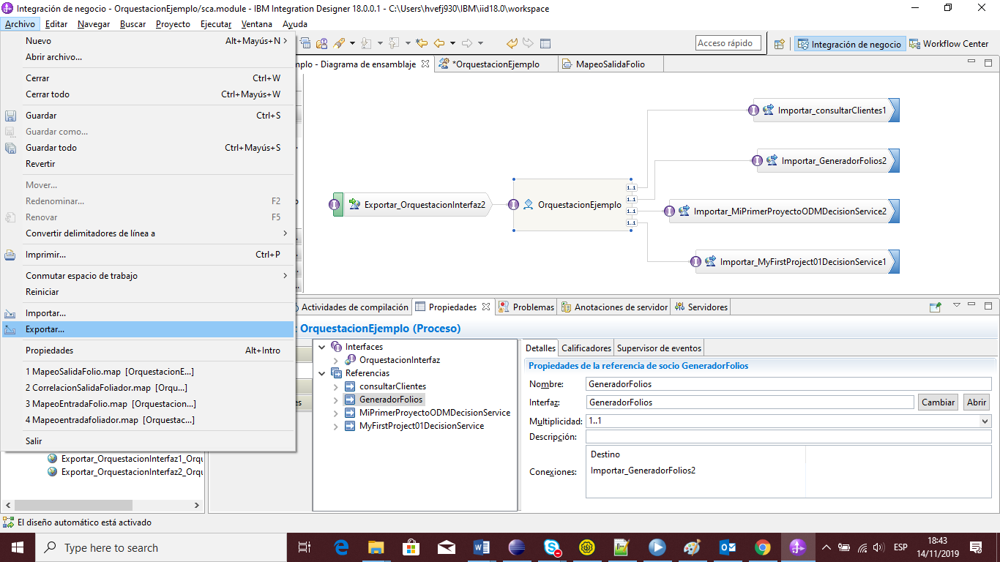 Integración de negocio - OrquestacionEjemplo/sca.module - IBM Integration Designer 18.0.0.1 - C:\Users\hvefj930\IBM\iid18.0\workspace
Archivo Editar Navegar Buscar Proyecto Ejecutar Ventana Ayuda
Nuevo Alt+Mayús+N
Abrir archivo...
Cerrar Ctrl+W
Cerrar todo Ctrl+Mayús+W
Guardar Ctrl+S
Guardar como...
Guardar todo Ctrl+Mayús+S
Revertir
Mover...
Redenominar... F2
Renovar F5
Convertir delimitadores de línea a
Imprimir... Ctrl+P
Conmutar espacio de trabajo
Reiniciar
Importar...
Exportar...
Propiedades Alt+Intro
1 MapeoSalidaFolio.map [OrquestacionE...]
2 CorrelacionSalidaFoliador.map [Orqu...]
3 MapeoEntradaFolio.map [Orquestacion...]
4 Mapeoentradafoliador.map [Orquestac...]
Salir
Exportar_OrquestacionInterfaz1_Orqu
Exportar_OrquestacionInterfaz2_Orqu
Acceso rápido
Integración de negocio
Workflow Center
mplo - Diagrama de ensamblaje
*OrquestacionEjemplo
MapeoSalidaFolio
Importar_consultarClientes1
Importar_GeneradorFolios2
Exportar_OrquestacionInterfaz2
OrquestacionEjemplo
1..1
1..1
1..1
1..1
Importar_MiPrimerProyectoODMDecisionService2
Importar_MyFirstProject01DecisionService1
Actividades de compilación
Propiedades
Problemas
Anotaciones de servidor
Servidores
OrquestacionEjemplo (Proceso)
Interfaces
OrquestacionInterfaz
Referencias
consultarClientes
GeneradorFolios
MiPrimerProyectoODMDecisionService
MyFirstProject01DecisionService
Detalles Calificadores Supervisor de eventos
Propiedades de la referencia de socio GeneradorFolios
Nombre: GeneradorFolios
Interfaz: GeneradorFolios Cambiar Abrir
Multiplicidad: 1..1
Descripción:
Destino
Conexiones: Importar_GeneradorFolios2
El diseño automático está activado
Type here to search
ESP
18:43
14/11/2019